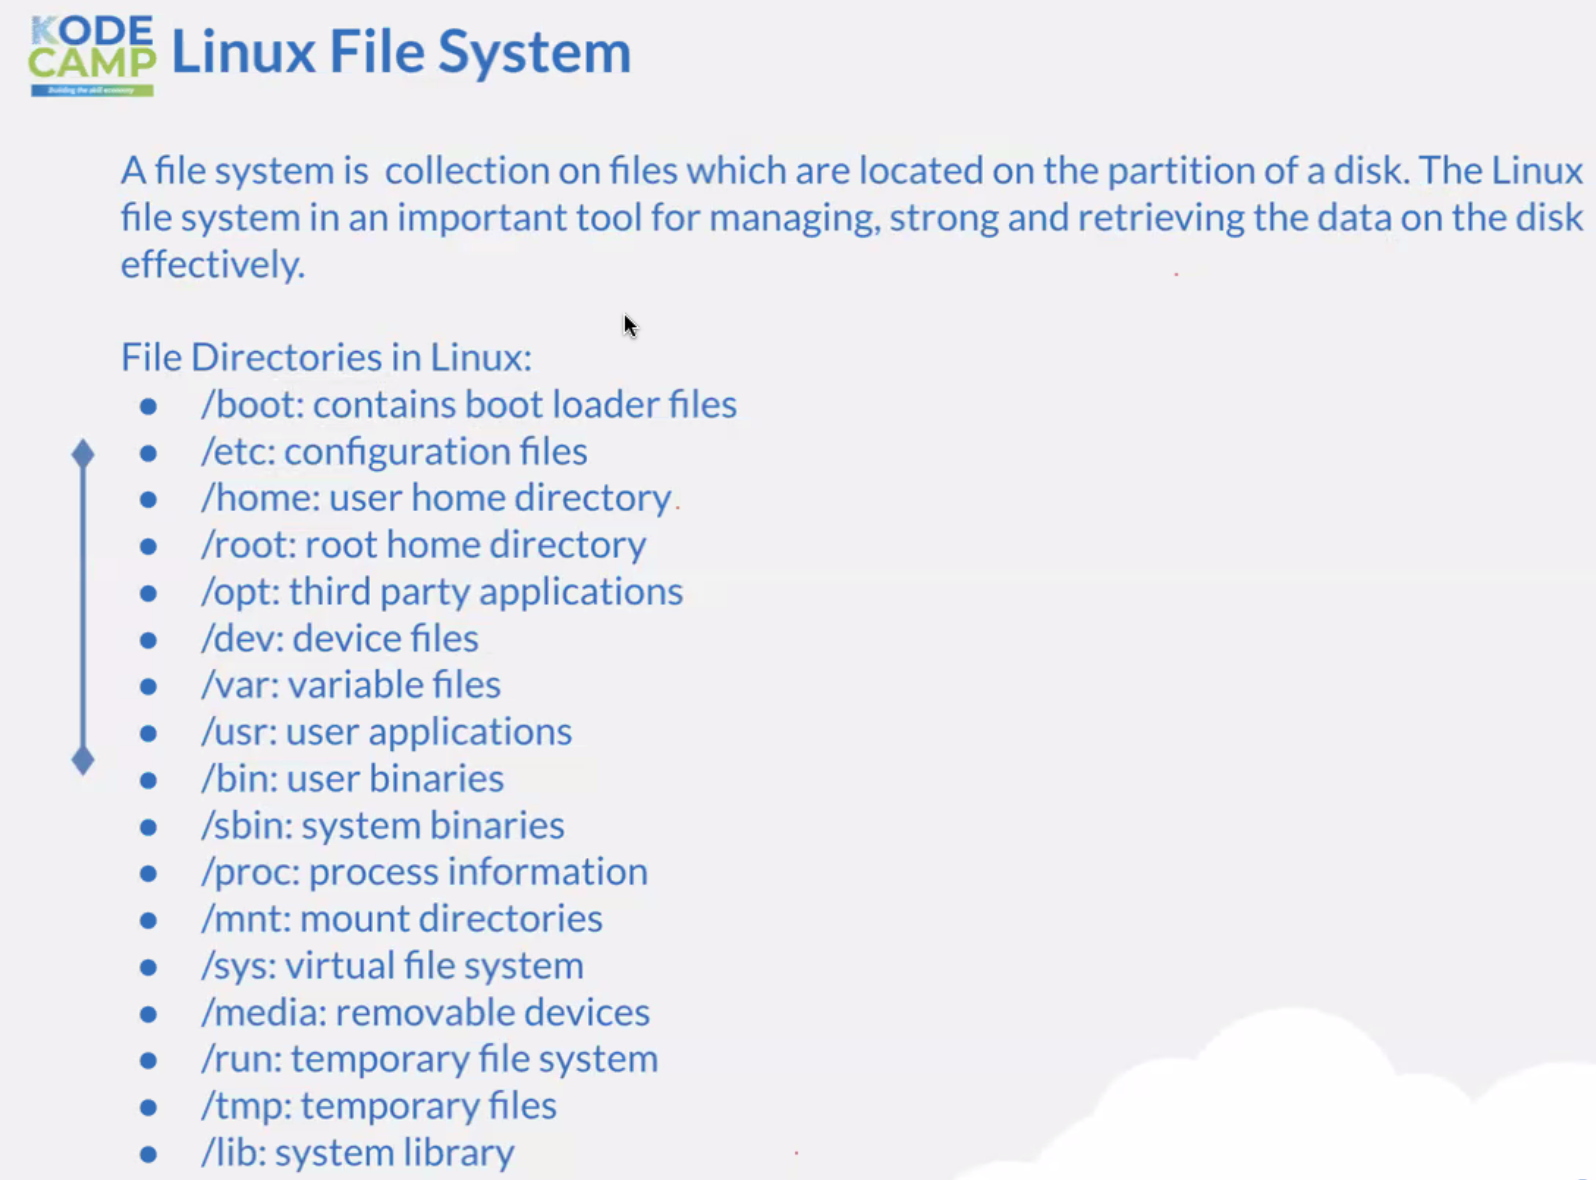 KODE
CAMP
Building the skill economy
Linux File System
A file system is collection on files which are located on the partition of a disk. The Linux
file system in an important tool for managing, strong and retrieving the data on the disk
effectively.
File Directories in Linux:
● /boot: contains boot loader files
● /etc: configuration files
● /home: user home directory
● /root: root home directory
● /opt: third party applications
● /dev: device files
● /var: variable files
● /usr: user applications
● /bin: user binaries
● /sbin: system binaries
● /proc: process information
● /mnt: mount directories
● /sys: virtual file system
● /media: removable devices
● /run: temporary file system
● /tmp: temporary files
● /lib: system library